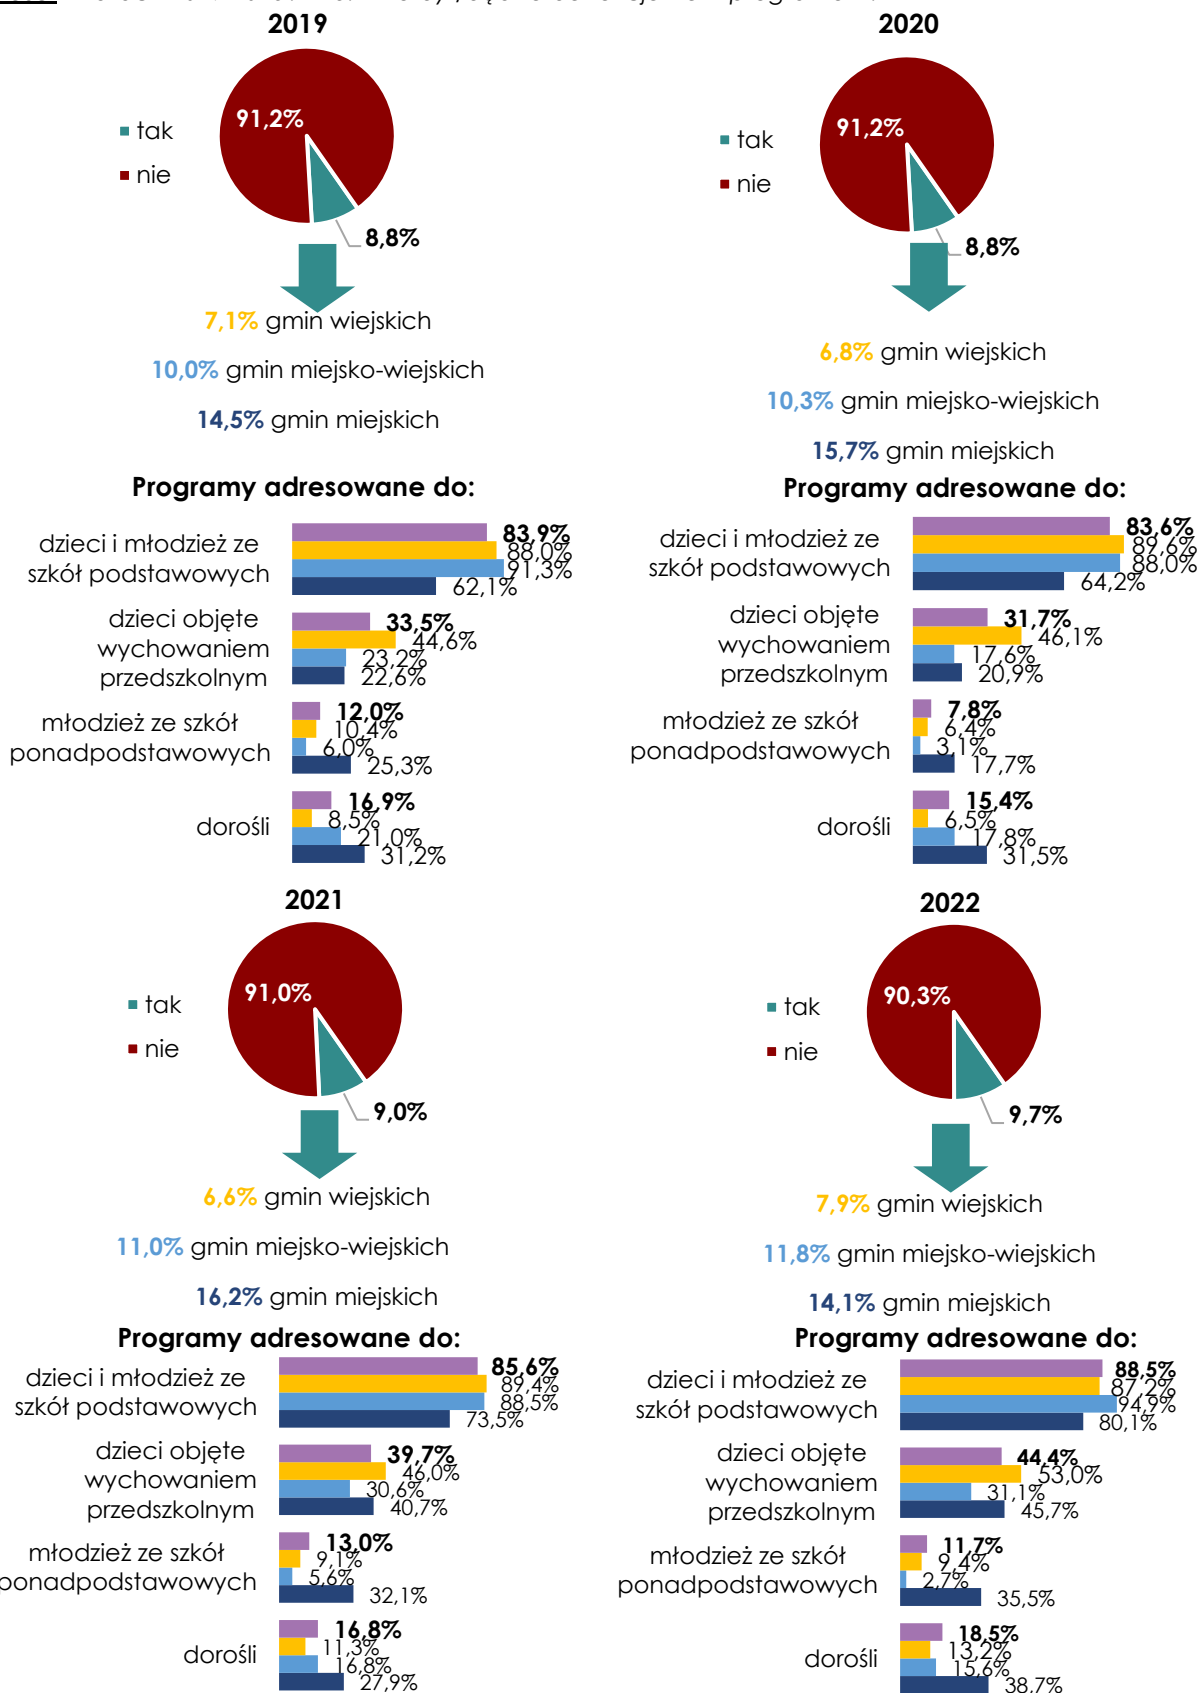 2019
91,2%
tak
nie
8,8%
7,1% gmin wiejskich
10,0% gmin miejsko-wiejskich
14,5% gmin miejskich
Programy adresowane do:
dzieci i młodzież ze
szkół podstawowych
83,9%
88,0%
91,3%
62,1%
dzieci objęte
wychowaniem
przedszkolnym
33,5%
44,6%
23,2%
22,6%
młodzież ze szkół
ponadpodstawowych
12,0%
10,4%
6,0%
25,3%
dorośli
16,9%
8,5%
21,0%
31,2%
2020
91,2%
tak
nie
8,8%
6,8% gmin wiejskich
10,3% gmin miejsko-wiejskich
15,7% gmin miejskich
Programy adresowane do:
dzieci i młodzież ze
szkół podstawowych
83,6%
89,6%
88,0%
64,2%
dzieci objęte
wychowaniem
przedszkolnym
31,7%
46,1%
17,6%
20,9%
młodzież ze szkół
ponadpodstawowych
7,8%
6,4%
3,1%
17,7%
dorośli
15,4%
6,5%
17,8%
31,5%
2021
91,0%
tak
nie
9,0%
6,6% gmin wiejskich
11,0% gmin miejsko-wiejskich
16,2% gmin miejskich
Programy adresowane do:
dzieci i młodzież ze
szkół podstawowych
85,6%
89,4%
88,5%
73,5%
dzieci objęte
wychowaniem
przedszkolnym
39,7%
46,0%
30,6%
40,7%
młodzież ze szkół
ponadpodstawowych
13,0%
9,1%
5,6%
32,1%
dorośli
16,8%
11,3%
16,8%
27,9%
2022
90,3%
tak
nie
9,7%
7,9% gmin wiejskich
11,8% gmin miejsko-wiejskich
14,1% gmin miejskich
Programy adresowane do:
dzieci i młodzież ze
szkół podstawowych
88,5%
87,2%
94,9%
80,1%
dzieci objęte
wychowaniem
przedszkolnym
44,4%
53,0%
31,1%
45,7%
młodzież ze szkół
ponadpodstawowych
11,7%
9,4%
2,7%
35,5%
dorośli
18,5%
13,2%
15,6%
38,7%